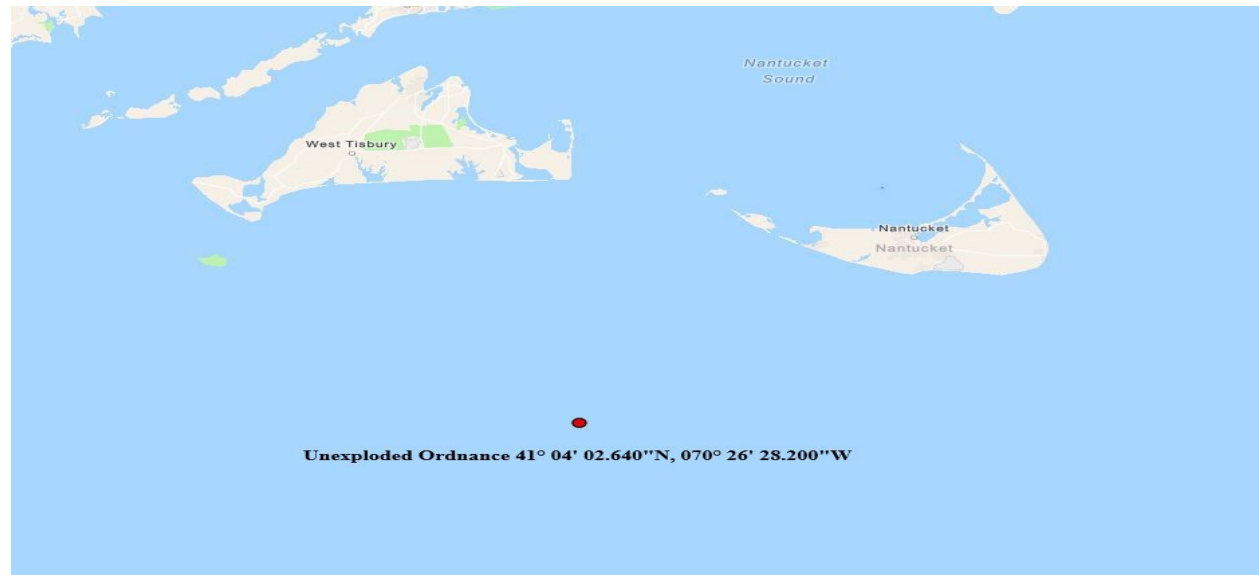 Nantucket
Sound
West Tisbury
Nantucket
Nantucket
Unexploded Ordnance 41° 04' 02.640"N, 070° 26' 28.200"W